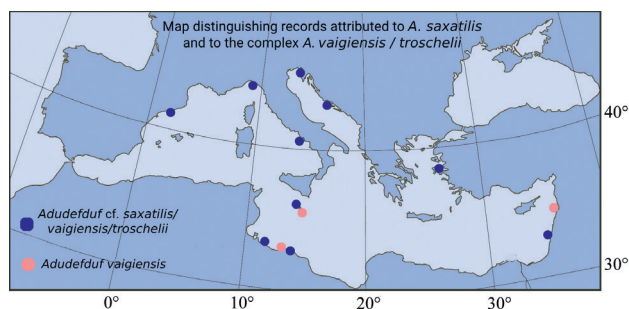 Map distinguishing records attributed to A. saxatilis
and to the complex A. vaigiensis / troschelii
40°
Adudefduf cf. saxatilis/
vaigiensis/troschelii
Adudefduf vaigiensis
30°
0°
10°
20°
30°